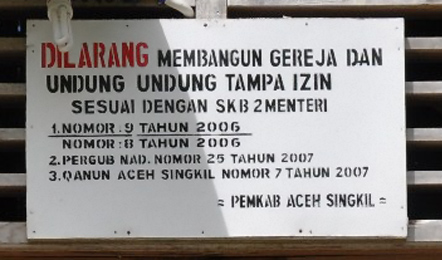 DILARANG MEMBANGUN GEREJA DAN
UNDUNG UNDUNG TAMPA IZIN
SESUAI DENGAN SKB 2 MENTERI
1. NOMOR : 9 TAHUN 2006
NOMOR : 8 TAHUN 2006
2. PERGUB NAD. NOMOR 25 TAHUN 2007
3. QANUN ACEH SINGKIL NOMOR 7 TAHUN 2007
= PEMKAB ACEH SINGKIL =